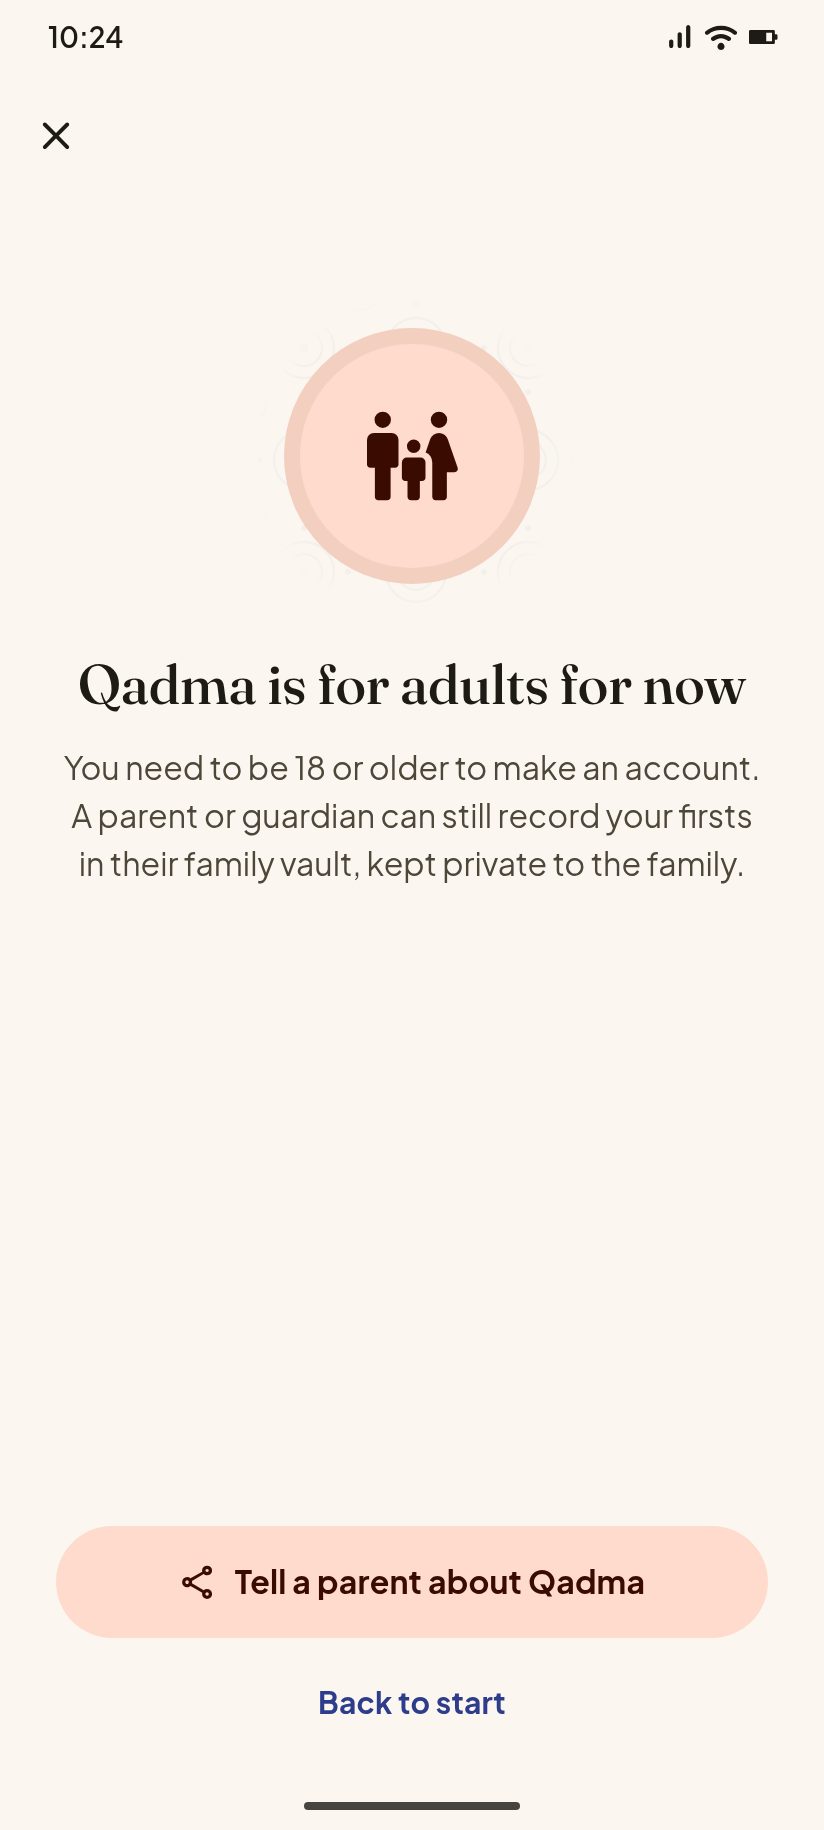 10:24
Qadma is for adults for now
You need to be 18 or older to make an account.
A parent or guardian can still record your firsts
in their family vault, kept private to the family.
Tell a parent about Qadma
Back to start